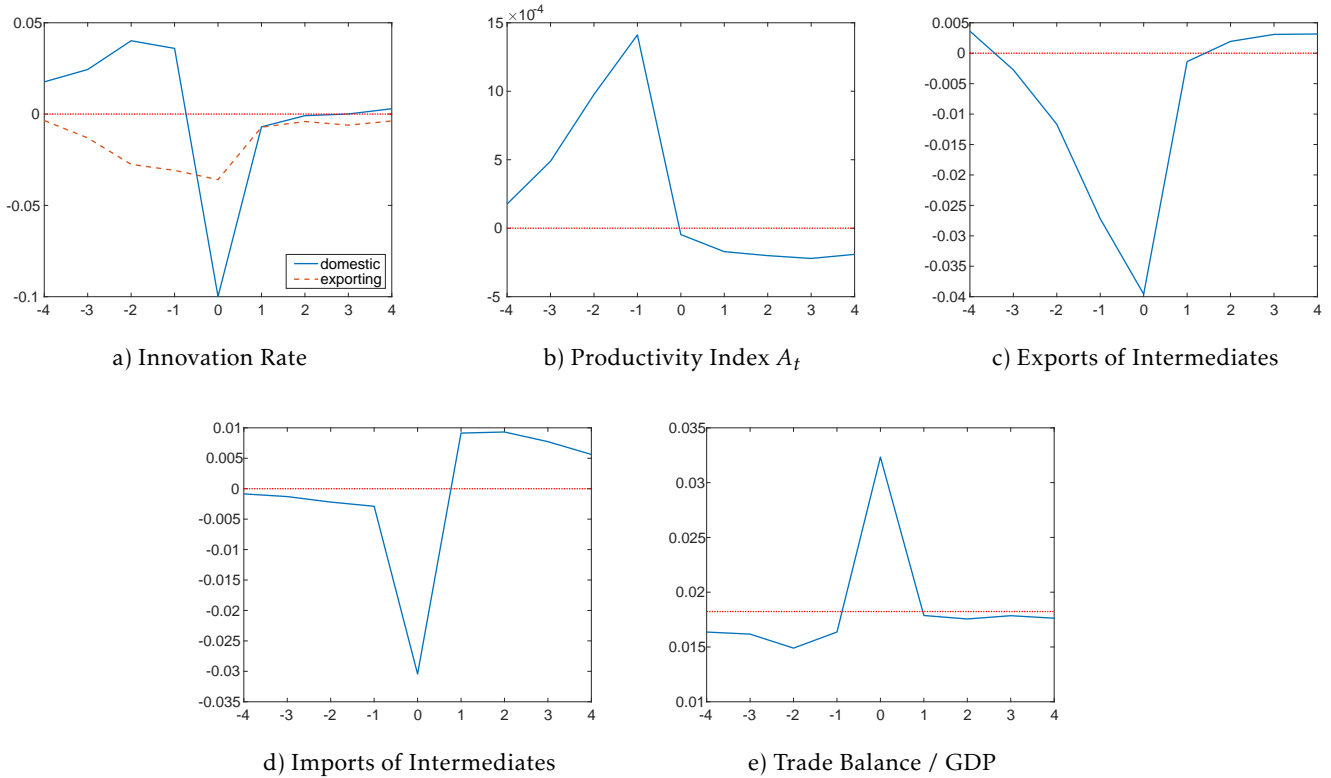 0.05
0
-0.05
-0.1
-4 -3 -2 -1 0 1 2 3 4
domestic
exporting
a) Innovation Rate
15 ×10-4
10 -4
5 -4
0
-5
-4 -3 -2 -1 0 1 2 3 4
b) Productivity Index At
0.005
0
-0.005
-0.01
-0.015
-0.02
-0.025
-0.03
-0.035
-0.04
-4 -3 -2 -1 0 1 2 3 4
c) Exports of Intermediates
0.01
0.005
0
-0.005
-0.01
-0.015
-0.02
-0.025
-0.03
-0.035
-4 -3 -2 -1 0 1 2 3 4
d) Imports of Intermediates
0.035
0.03
0.025
0.02
0.015
0.01
-4 -3 -2 -1 0 1 2 3 4
e) Trade Balance / GDP